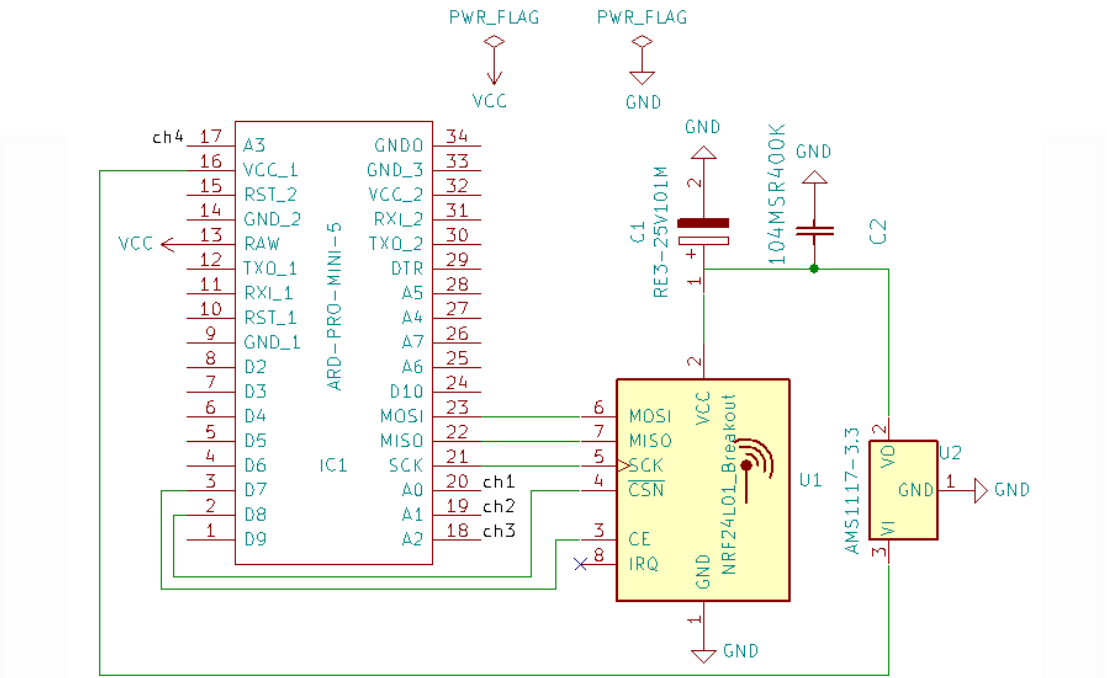 PWR_FLAG
PWR_FLAG
VCC
GND
ch4
17
A3
16
VCC_1
15
RST_2
14
GND_2
VCC
13
RAW
12
TXO_1
11
RXI_1
10
RST_1
9
GND_1
8
D2
7
D3
6
D4
5
D5
4
D6
3
D7
2
D8
1
D9
ARD-PRO-MINI-5
IC1
GND0
34
GND_3
33
VCC_2
32
RXI_2
31
TXO_2
30
DTR
29
A5
28
A4
27
A7
26
A6
25
D10
24
MOSI
23
MISO
22
SCK
21
A0
20
ch1
A1
19
ch2
A2
18
ch3
GND
2
C1
RE3-25V101M
+
1
104MSR400K
GND
C2
2
VCC
6
MOSI
7
MISO
5
SCK
4
CSN
3
CE
8
IRQ
NRF24L01_Breakout
U1
GND
1
GND
AMS1117-3.3
2
VO
U2
GND
1
GND
VI
3